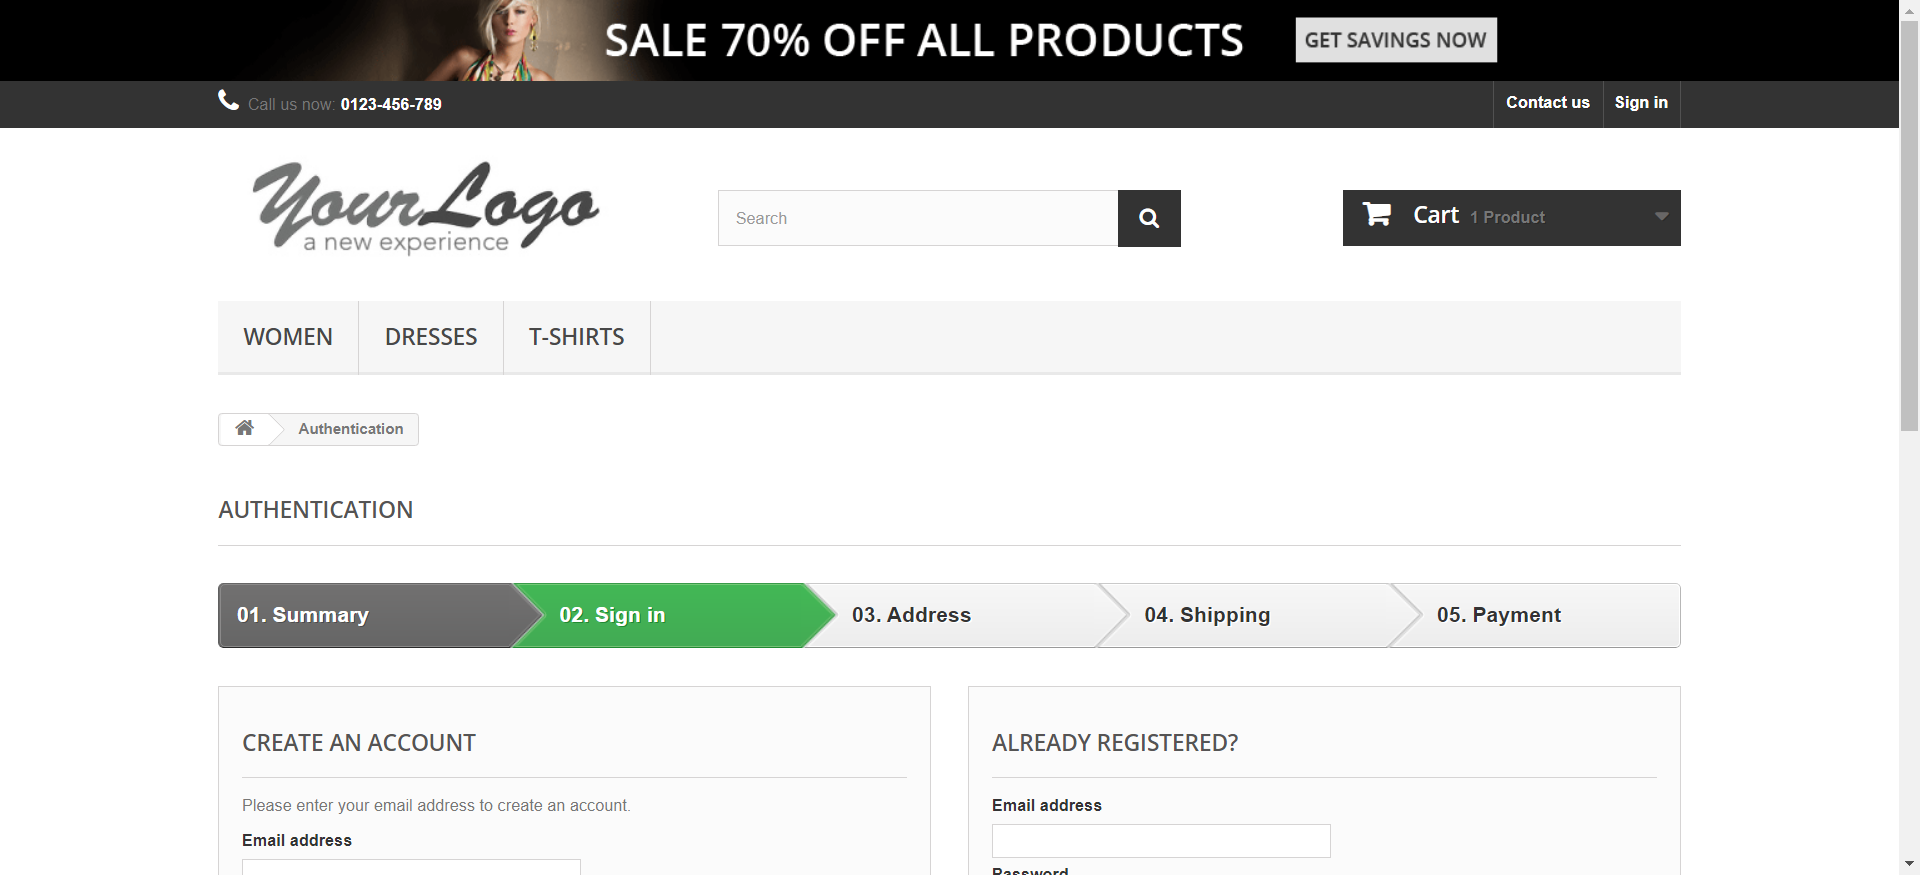 SALE 70% OFF ALL PRODUCTS GET SAVINGS NOW
Call us now: 0123-456-789 Contact us Sign in
YourLogo
a new experience
Search
Cart 1 Product
WOMEN DRESSES T-SHIRTS
Authentication
AUTHENTICATION
01. Summary 02. Sign in 03. Address 04. Shipping 05. Payment
CREATE AN ACCOUNT
Please enter your email address to create an account.
Email address
ALREADY REGISTERED?
Email address
Password